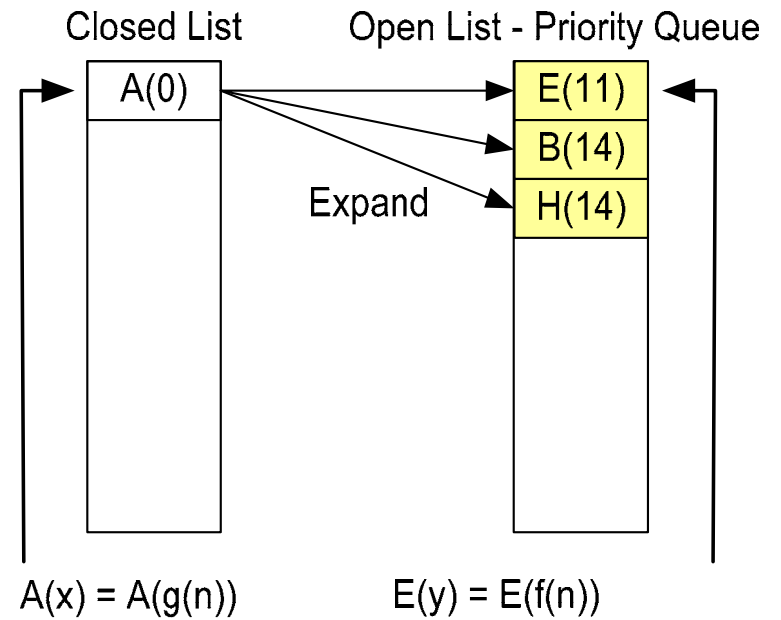 Closed List
Open List - Priority Queue
A(0)
E(11)
B(14)
H(14)
Expand
A(x) = A(g(n))
E(y) = E(f(n))